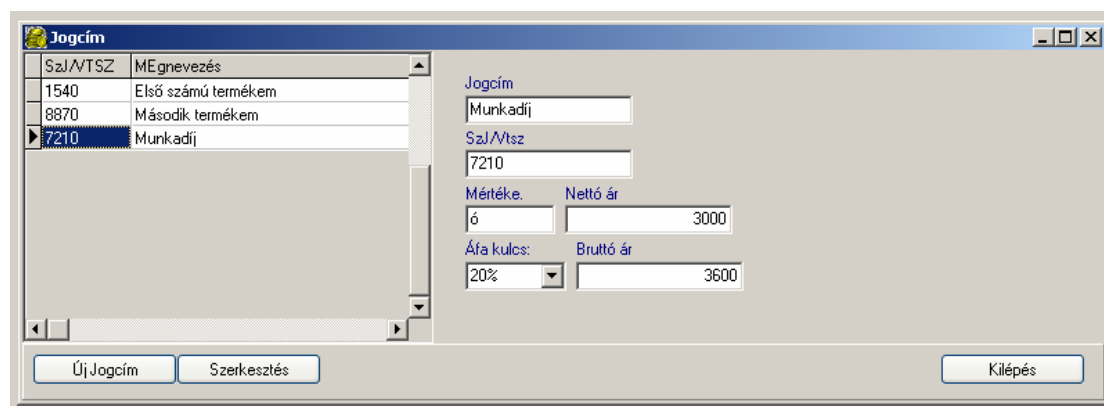 Jogcím
SzJ/VTSZ MEgnevezés
1540 Első számú termékem
8870 Második termékem
7210 Munkadíj
Jogcím
Munkadíj
SzJ/Vtsz
7210
Mértéke. Nettó ár
ó 3000
Áfa kulcs: Bruttó ár
20% 3600
Új Jogcím Szerkesztés Kilépés